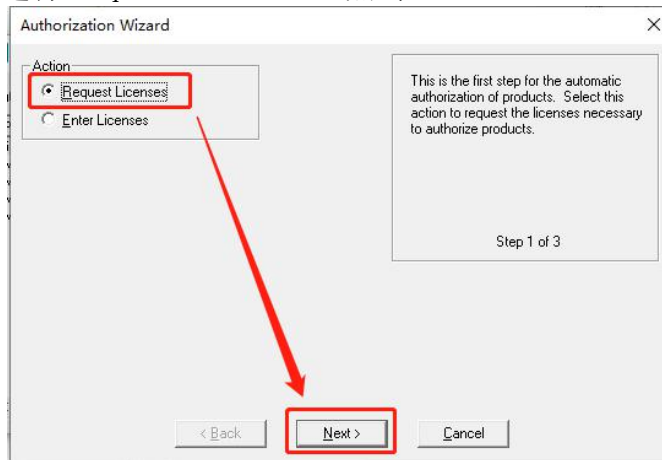 Authorization Wizard
Action
Request Licenses
Enter Licenses
This is the first step for the automatic
authorization of products. Select this
action to request the licenses necessary
to authorize products.
Step 1 of 3
< Back
Next >
Cancel